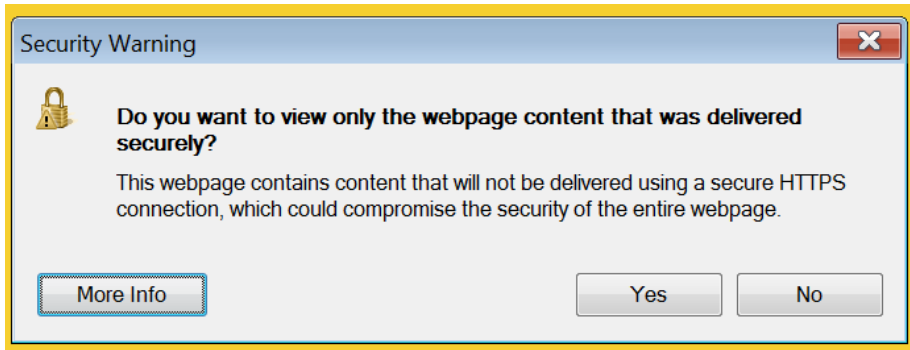 Security Warning
Do you want to view only the webpage content that was delivered
securely?
This webpage contains content that will not be delivered using a secure HTTPS
connection, which could compromise the security of the entire webpage.
More Info
Yes
No